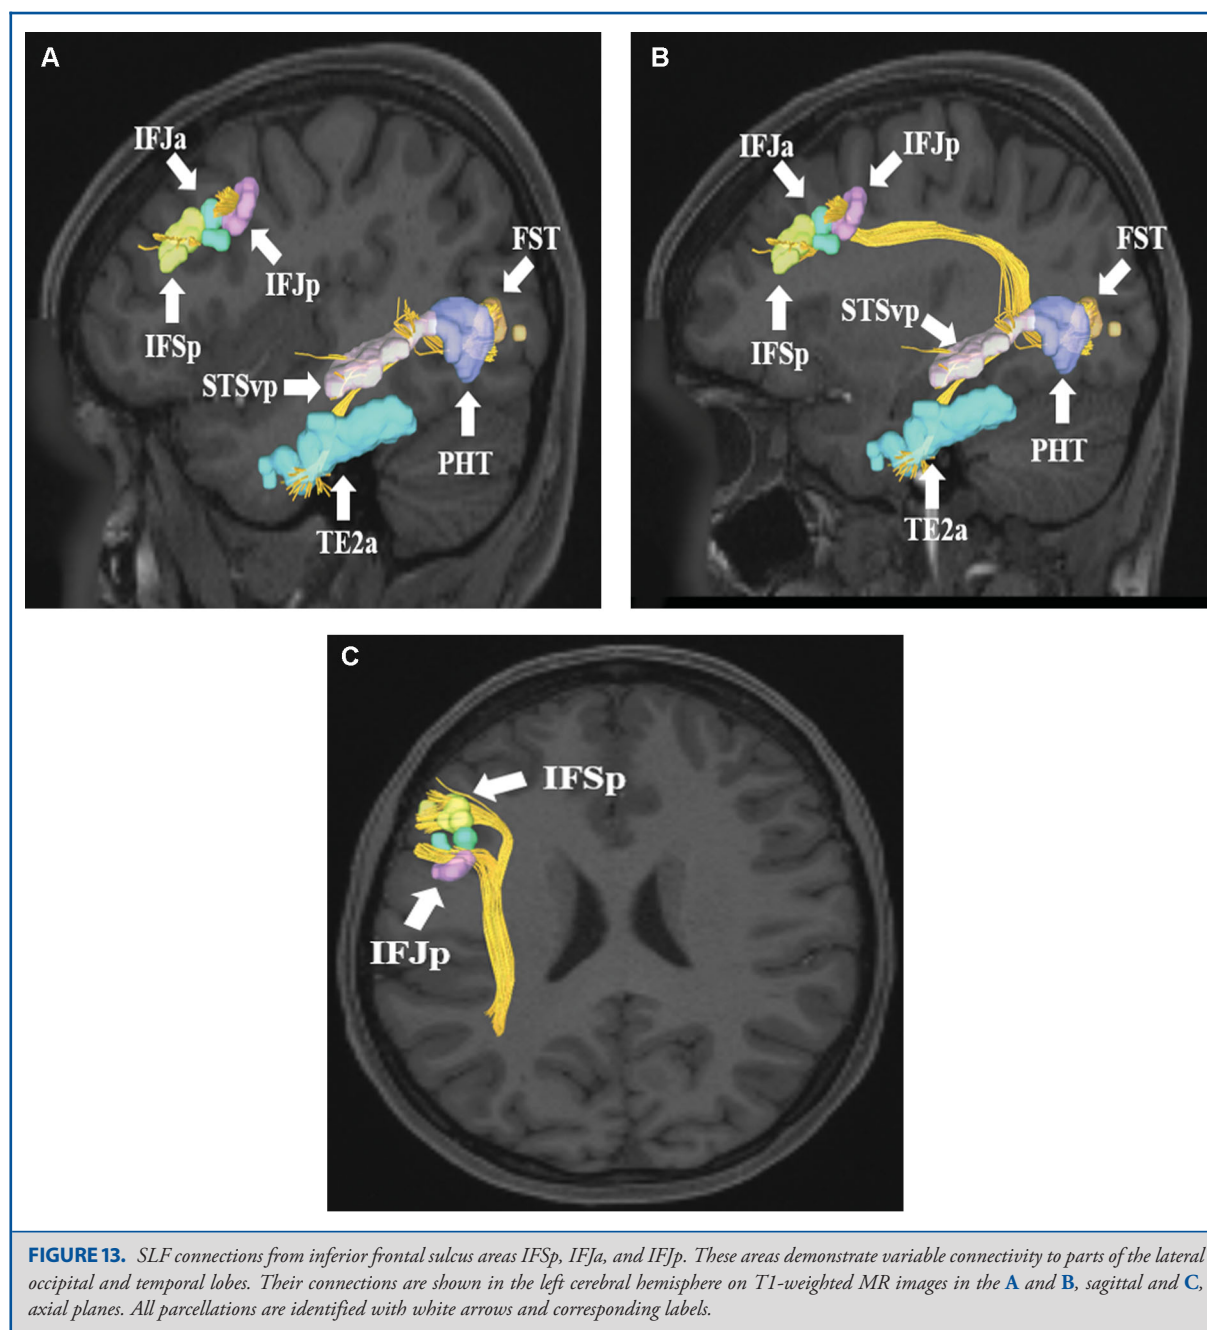 A
IFJa
IFJp
FST
IFSp
STSvp
PHT
TE2a
B
IFJa
IFJp
FST
STSvp
IFSp
PHT
TE2a
C
IFSp
IFJp
FIGURE 13. SLF connections from inferior frontal sulcus areas IFSp, IFJa, and IFJp. These areas demonstrate variable connectivity to parts of the lateral
occipital and temporal lobes. Their connections are shown in the left cerebral hemisphere on T1-weighted MR images in the A and B, sagittal and C,
axial planes. All parcellations are identified with white arrows and corresponding labels.